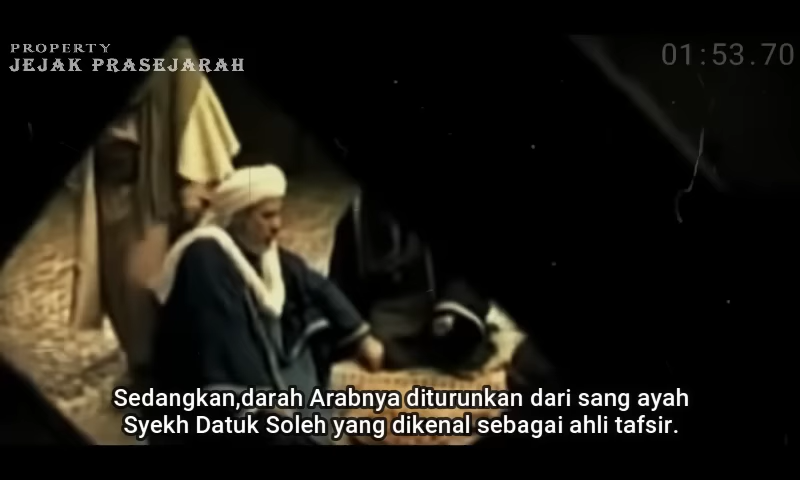 PROPERTY
JEJAK PRASEJARAH
01:53.70
Sedangkan,darah Arabnya diturunkan dari sang ayah
Syekh Datuk Soleh yang dikenal sebagai ahli tafsir.